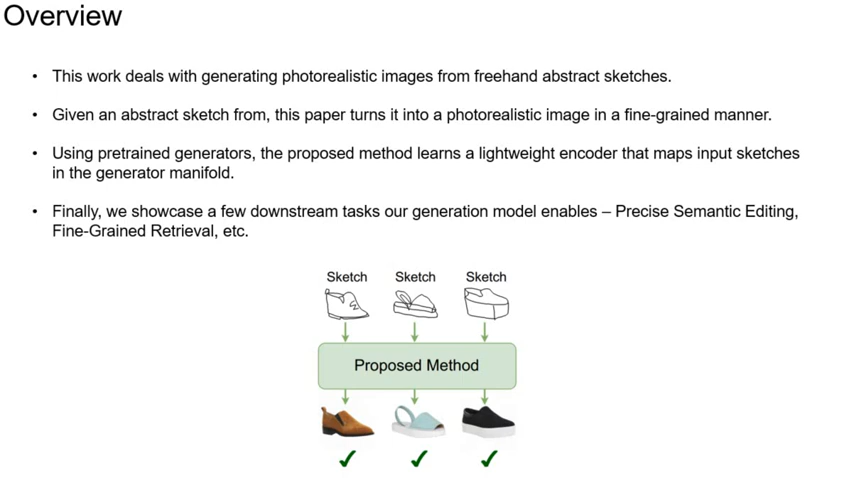 Overview
• This work deals with generating photorealistic images from freehand abstract sketches.
• Given an abstract sketch from, this paper turns it into a photorealistic image in a fine-grained manner.
• Using pretrained generators, the proposed method learns a lightweight encoder that maps input sketches
in the generator manifold.
• Finally, we showcase a few downstream tasks our generation model enables – Precise Semantic Editing,
Fine-Grained Retrieval, etc.
Sketch Sketch Sketch
Proposed Method